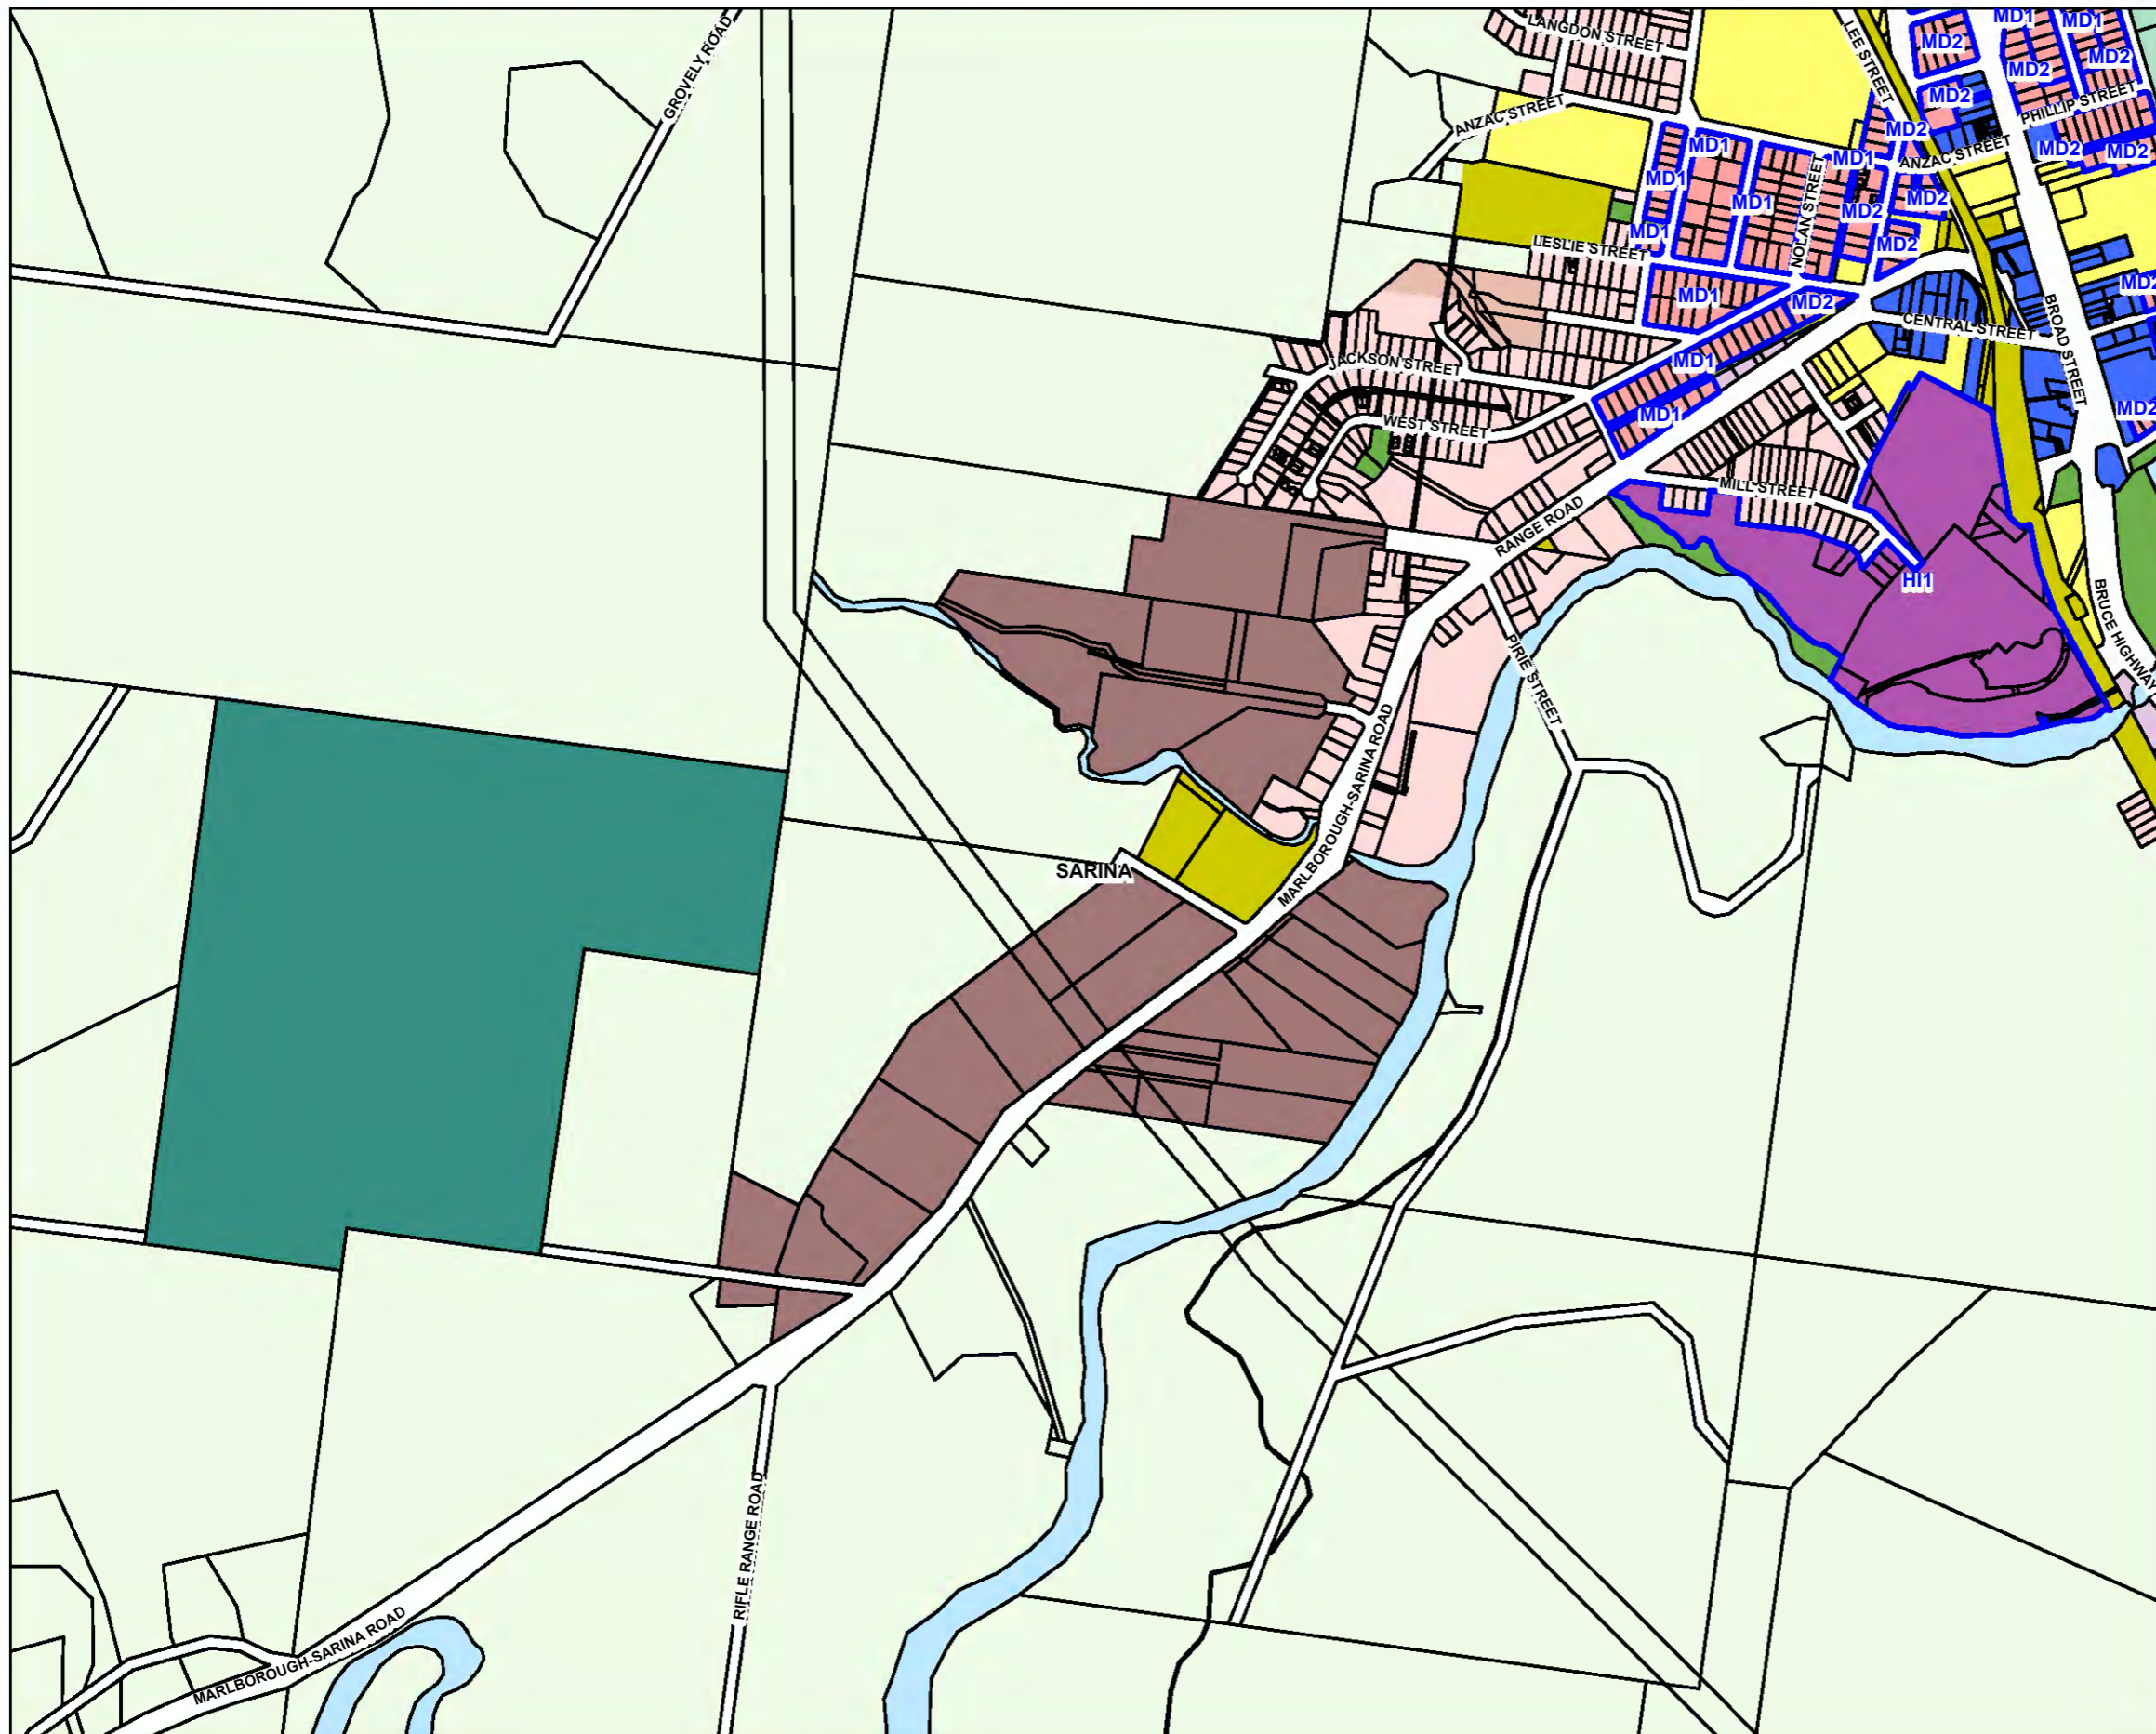 GROVELY ROAD
LANGDON STREET
LEE STREET
MD1
MD1
MD2
MD2
MD2
MD2
PHILLIP STREET
ANZAC STREET
MD2
ANZAC STREET
MD2
MD2
MD1
MD1
MD1
MD1
NOLAN STREET
MD2
MD2
MD1
MD2
LESLIE STREET
MD1
MD2
MD2
BROAD STREET
CENTRAL STREET
JACKSON STREET
MD1
MD1
MD2
WEST STREET
MILL STREET
RANGE ROAD
HI1
BRUCE HIGHWAY
PIRIE STREET
MARLBOROUGH-SARINA ROAD
SARINA
RIFLE RANGE ROAD
MARLBOROUGH-SARINA ROAD